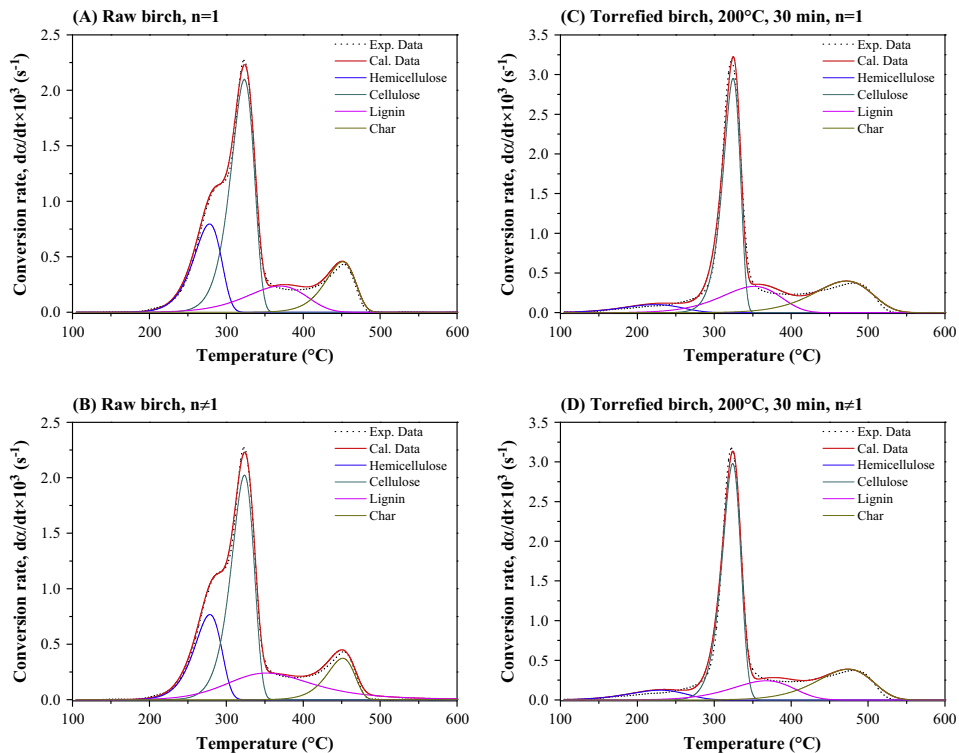 (A) Raw birch, n=1
Conversion rate, dα/dt×10³ (s⁻¹)
2.5
2.0
1.5
1.0
0.5
0.0
Exp. Data
Cal. Data
Hemicellulose
Cellulose
Lignin
Char
100 200 300 400 500 600
Temperature (°C)
(C) Torrefied birch, 200°C, 30 min, n=1
Conversion rate, dα/dt×10³ (s⁻¹)
3.5
3.0
2.5
2.0
1.5
1.0
0.5
0.0
Exp. Data
Cal. Data
Hemicellulose
Cellulose
Lignin
Char
100 200 300 400 500 600
Temperature (°C)
(B) Raw birch, n≠1
Conversion rate, dα/dt×10³ (s⁻¹)
2.5
2.0
1.5
1.0
0.5
0.0
Exp. Data
Cal. Data
Hemicellulose
Cellulose
Lignin
Char
100 200 300 400 500 600
Temperature (°C)
(D) Torrefied birch, 200°C, 30 min, n≠1
Conversion rate, dα/dt×10³ (s⁻¹)
3.5
3.0
2.5
2.0
1.5
1.0
0.5
0.0
Exp. Data
Cal. Data
Hemicellulose
Cellulose
Lignin
Char
100 200 300 400 500 600
Temperature (°C)